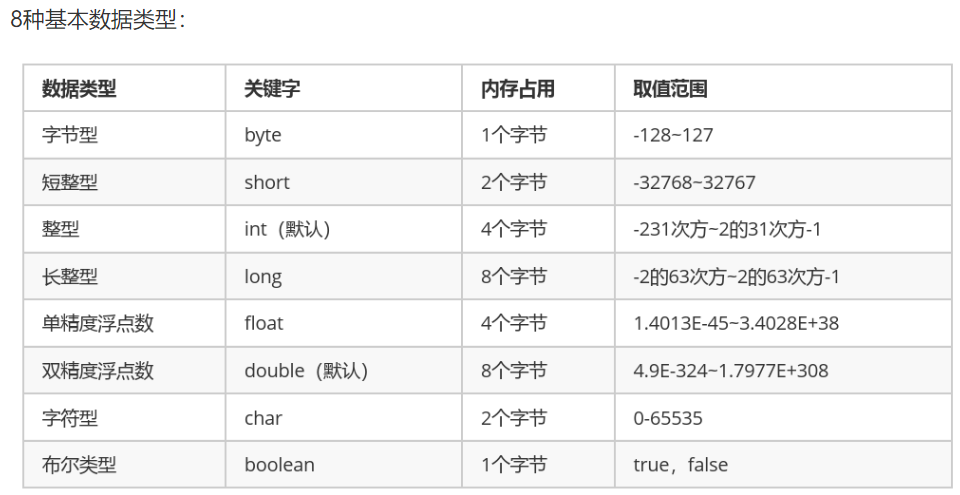 8种基本数据类型：
数据类型 关键字 内存占用 取值范围
字节型 byte 1个字节 -128~127
短整型 short 2个字节 -32768~32767
整型 int（默认） 4个字节 -231次方~2的31次方-1
长整型 long 8个字节 -2的63次方~2的63次方-1
单精度浮点数 float 4个字节 1.4013E-45~3.4028E+38
双精度浮点数 double（默认） 8个字节 4.9E-324~1.7977E+308
字符型 char 2个字节 0-65535
布尔类型 boolean 1个字节 true，false